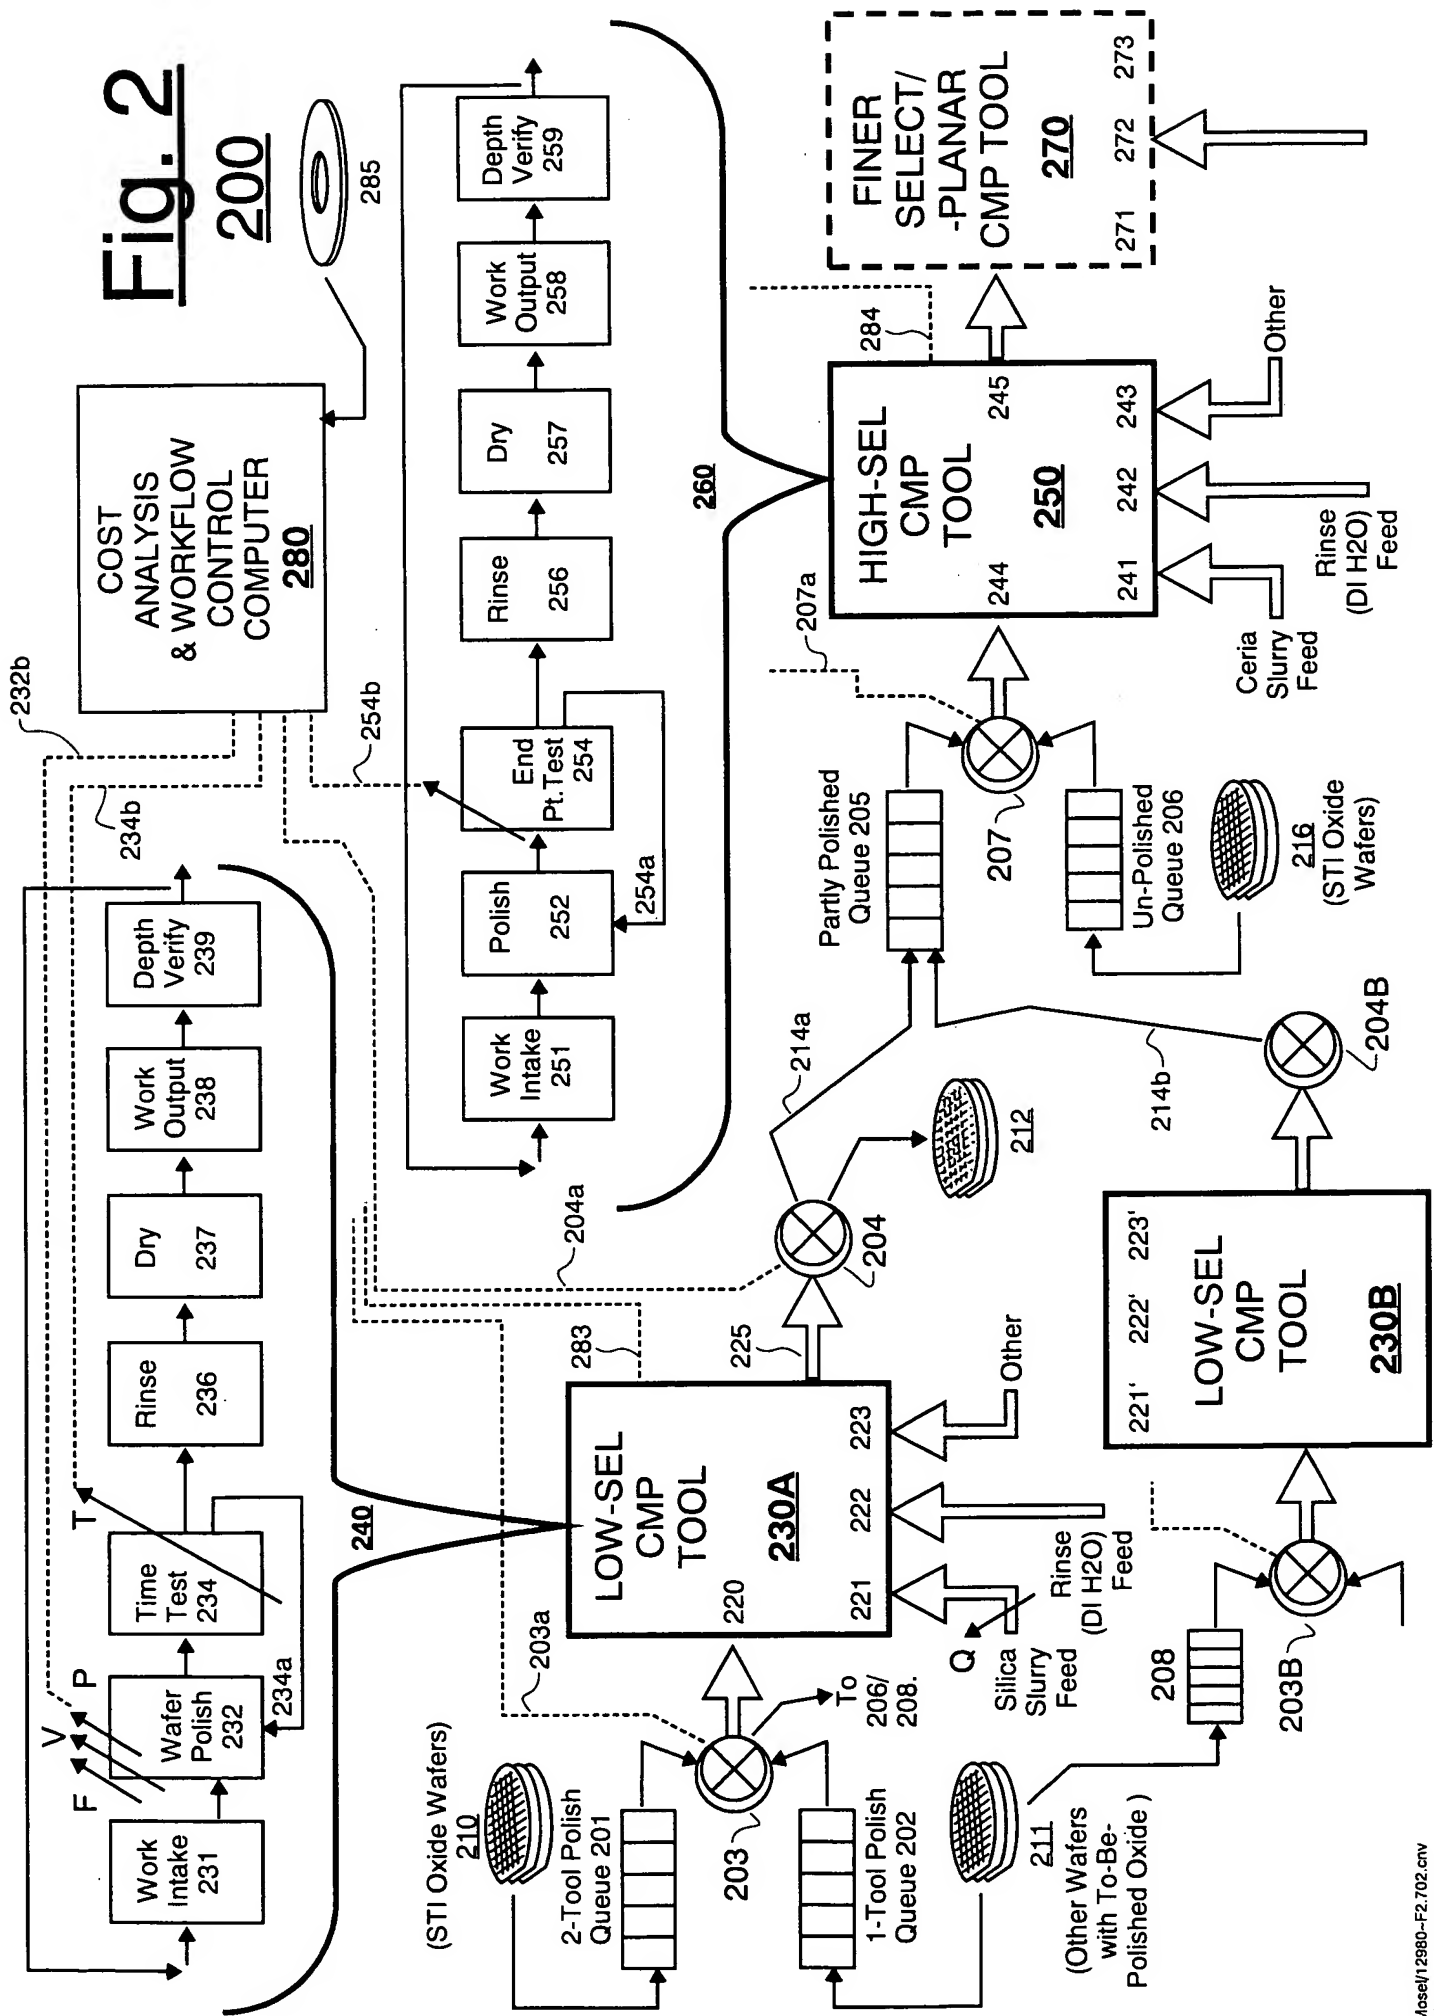 Fig. 2
200
285
COST
ANALYSIS
& WORKFLOW
CONTROL
COMPUTER
280
232b
234b
254b
F
V
P
T
Work
Intake
231
Wafer
Polish
232
234a
Time
Test
234
Rinse
236
Dry
237
Work
Output
238
Depth
Verify
239
240
Work
Intake
251
Polish
252
254a
End
Pt.Test
254
Rinse
256
Dry
257
Work
Output
258
Depth
Verify
259
260
(STI Oxide Wafers)
210
2-Tool Polish
Queue 201
203
203a
To
206/
208.
1-Tool Polish
Queue 202
211
(Other Wafers
with To-Be-
Polished Oxide )
LOW-SEL
CMP
TOOL
230A
220
221
222
223
283
Q
Silica
Slurry
Feed
Rinse
(DI H2O)
Feed
Other
225
204
204a
212
214a
208
203B
LOW-SEL
CMP
TOOL
230B
221'
222'
223'
204B
214b
Partly Polished
Queue 205
207
207a
Un-Polished
Queue 206
216
(STI Oxide
Wafers)
HIGH-SEL
CMP
TOOL
250
244
245
241
242
243
284
Ceria
Slurry
Feed
Rinse
(DI H2O)
Feed
Other
FINER
SELECT/
-PLANAR
CMP TOOL
270
271
272
273
Mosel/12980~F2.702.cnv